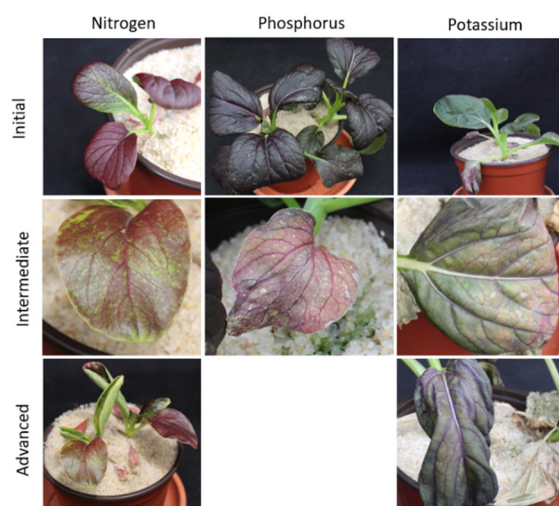 Nitrogen
Phosphorus
Potassium
Initial
Intermediate
Advanced